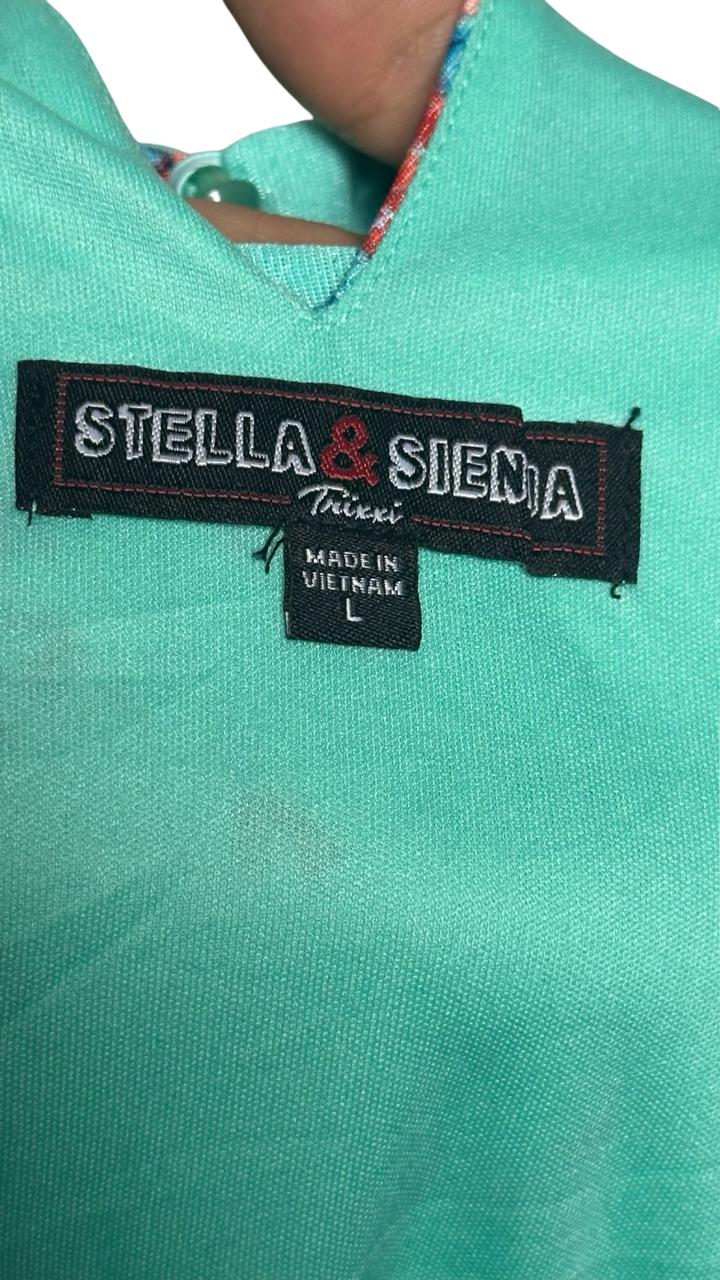 STELLA & SIENNA
Trixxi
MADE IN
VIETNAM
L